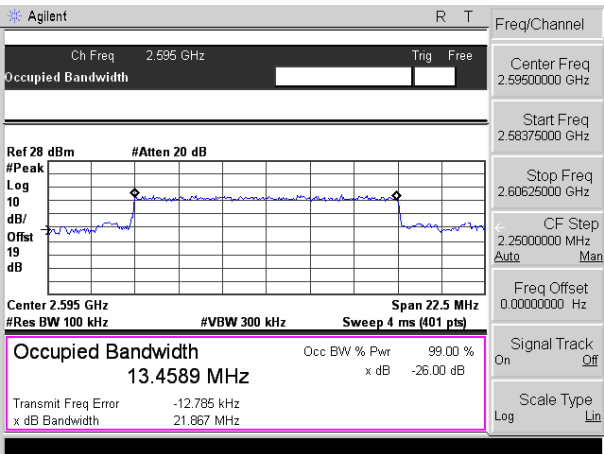 Agilent R T
Ch Freq 2.595 GHz Trig Free
Occupied Bandwidth
Ref 28 dBm #Atten 20 dB
#Peak
Log
10
dB/
Offst
19
dB
Center 2.595 GHz Span 22.5 MHz
#Res BW 100 kHz #VBW 300 kHz Sweep 4 ms (401 pts)
Occupied Bandwidth Occ BW % Pwr 99.00 %
13.4589 MHz x dB -26.00 dB
Transmit Freq Error -12.785 kHz
x dB Bandwidth 21.867 MHz
Freq/Channel
Center Freq
2.59500000 GHz
Start Freq
2.58375000 GHz
Stop Freq
2.60625000 GHz
CF Step
2.25000000 MHz
Auto Man
Freq Offset
0.00000000 Hz
Signal Track
On Off
Scale Type
Log Lin